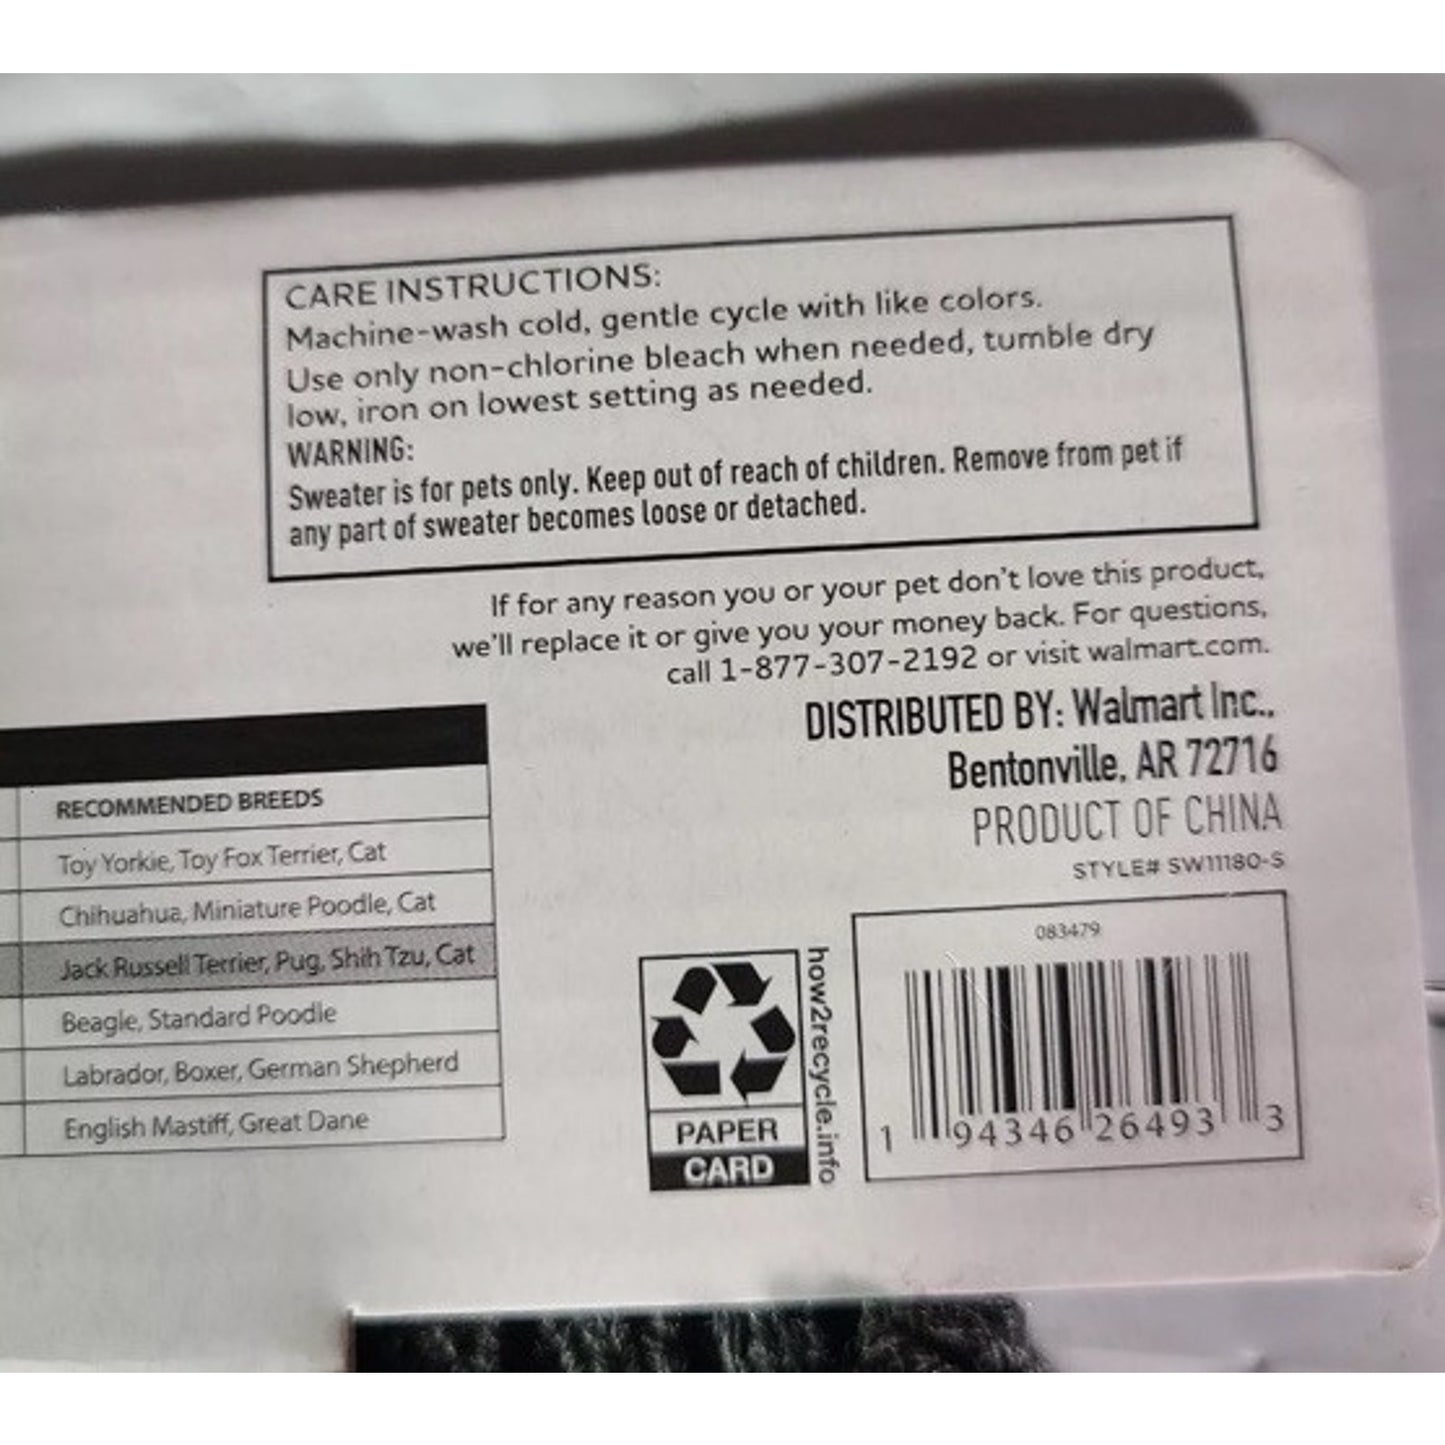 CARE INSTRUCTIONS:
Machine-wash cold, gentle cycle with like colors.
Use only non-chlorine bleach when needed, tumble dry
low, iron on lowest setting as needed.
WARNING:
Sweater is for pets only. Keep out of reach of children. Remove from pet if
any part of sweater becomes loose or detached.
If for any reason you or your pet don't love this product,
we'll replace it or give you your money back. For questions,
call 1-877-307-2192 or visit walmart.com.
DISTRIBUTED BY: Walmart Inc.,
Bentonville, AR 72716
PRODUCT OF CHINA
STYLE# SW11180-S
RECOMMENDED BREEDS
Toy Yorkie, Toy Fox Terrier, Cat
Chihuahua, Miniature Poodle, Cat
Jack Russell Terrier, Pug, Shih Tzu, Cat
Beagle, Standard Poodle
Labrador, Boxer, German Shepherd
English Mastiff, Great Dane
PAPER
CARD
how2recycle.info
083479
1 94346 26493 3